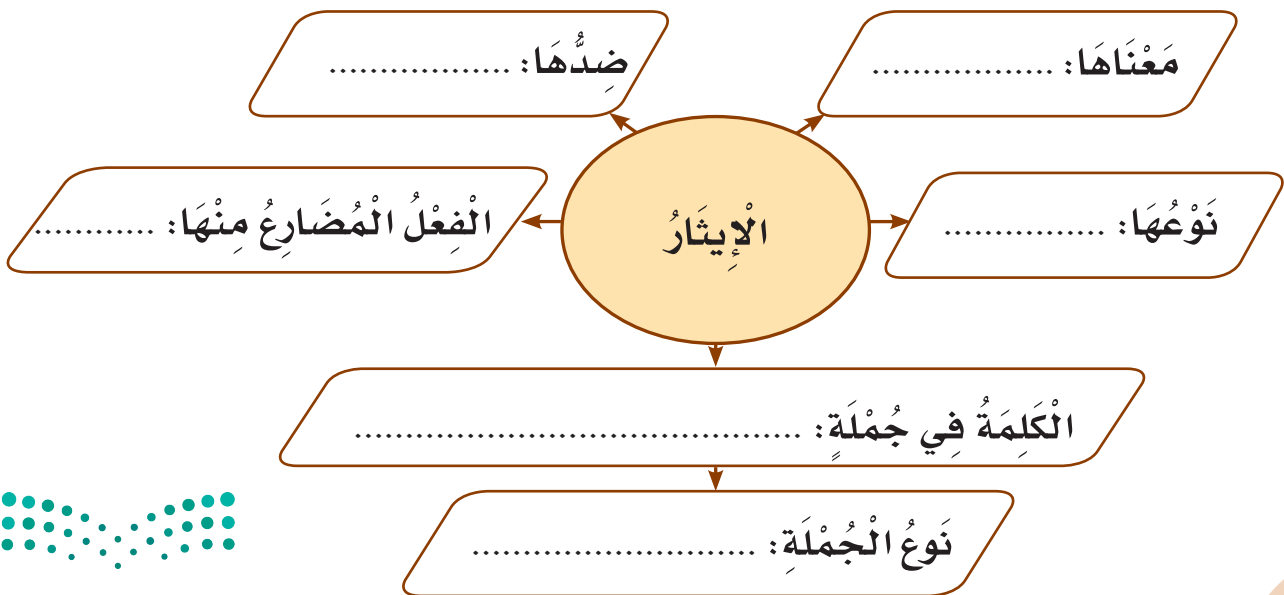 مَعْنَاهَا: ..................
ضِدُّهَا: ..................
نَوْعُهَا: ................
الْإِيثَارُ
الْفِعْلُ الْمُضَارِعُ مِنْهَا: ............
الْكَلِمَةُ فِي جُمْلَةٍ: .............................................
نَوعُ الْجُمْلَةِ: ............................